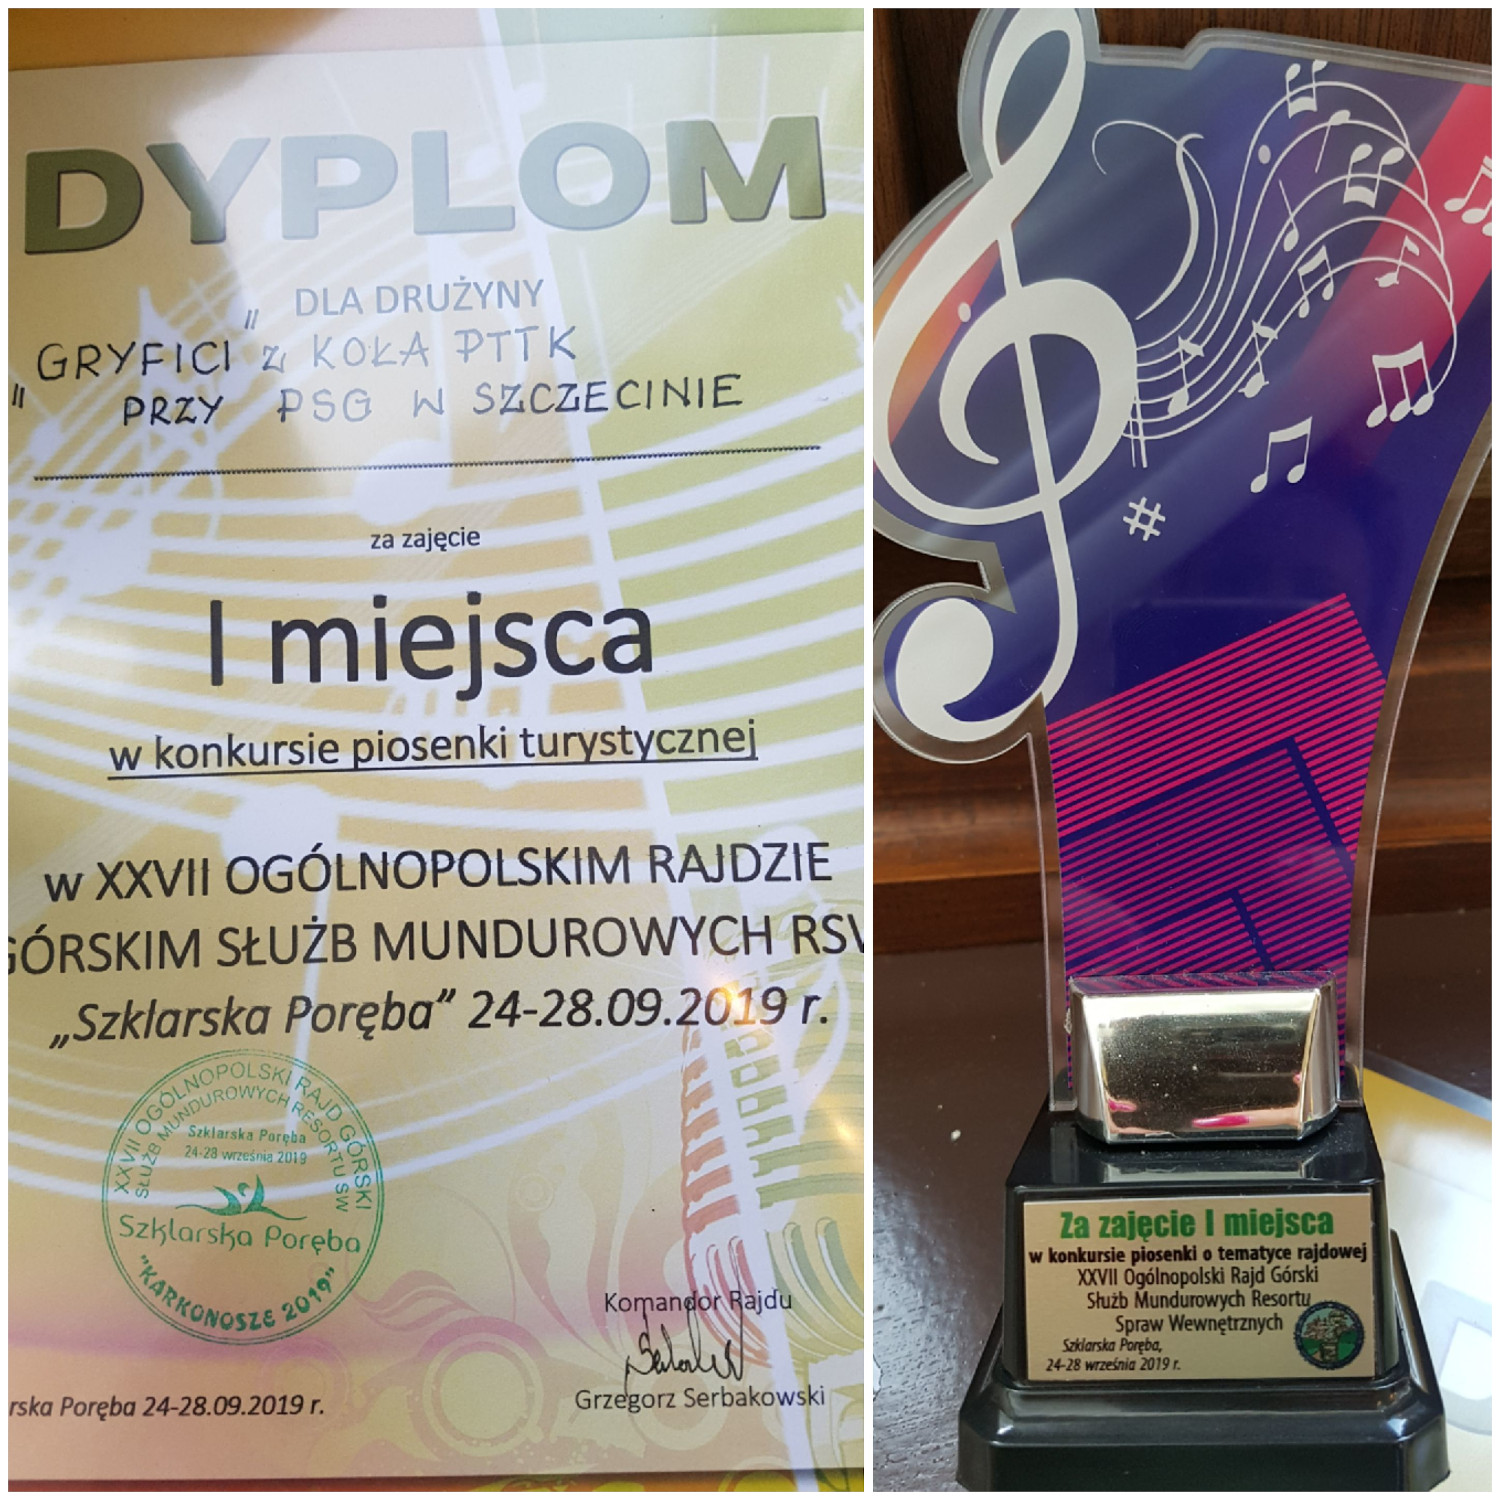 DYPLOM
DLA DRUŻYNY
"GRYFICI" Z KOŁA PTTK
PRZY PSG W SZCZECINIE
za zajęcie
I miejsca
w konkursie piosenki turystycznej
w XXVII OGÓLNOPOLSKIM RAJDZIE
GÓRSKIM SŁUŻB MUNDUROWYCH RSW
„Szklarska Poręba” 24-28.09.2019 r.
XXVII OGÓLNOPOLSKI RAJD GÓRSKI
SŁUŻB MUNDUROWYCH RESORTU SW
Szklarska Poręba
24-28 września 2019
Szklarska Poręba
"KARKONOSZE 2019"
Komandor Rajdu
Grzegorz Serbakowski
rska Poręba 24-28.09.2019 r.
Za zajęcie I miejsca
w konkursie piosenki o tematyce rajdowej
XXVII Ogólnopolski Rajd Górski
Służb Mundurowych Resortu
Spraw Wewnętrznych
Szklarska Poręba,
24-28 września 2019 r.